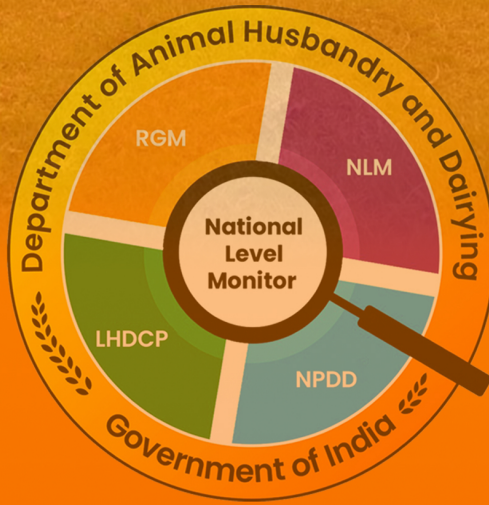 Department of Animal Husbandry and Dairying
RGM
NLM
National
Level
Monitor
LHDCP
NPDD
Government of India